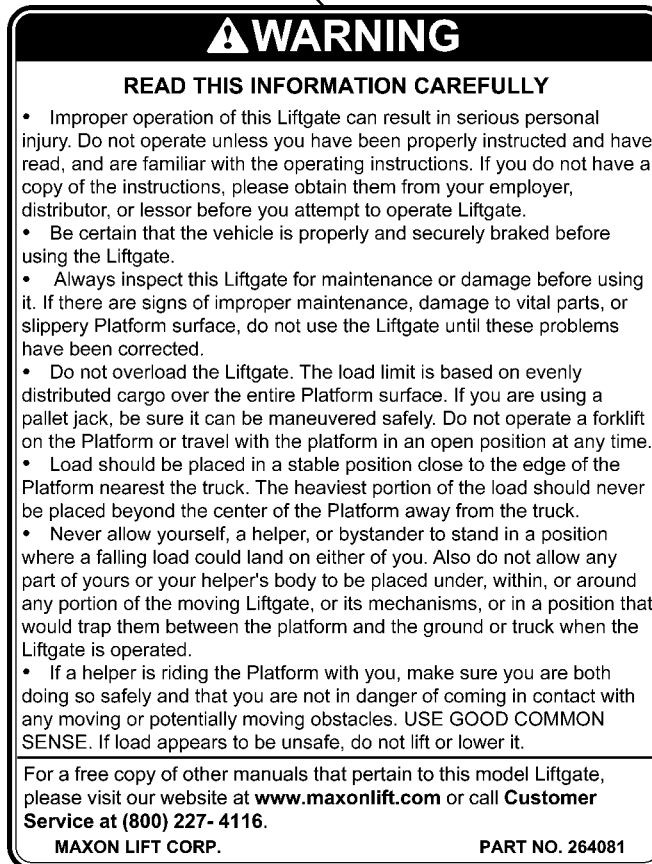 WARNING
READ THIS INFORMATION CAREFULLY
• Improper operation of this Liftgate can result in serious personal
injury. Do not operate unless you have been properly instructed and have
read, and are familiar with the operating instructions. If you do not have a
copy of the instructions, please obtain them from your employer,
distributor, or lessor before you attempt to operate Liftgate.
• Be certain that the vehicle is properly and securely braked before
using the Liftgate.
• Always inspect this Liftgate for maintenance or damage before using
it. If there are signs of improper maintenance, damage to vital parts, or
slippery Platform surface, do not use the Liftgate until these problems
have been corrected.
• Do not overload the Liftgate. The load limit is based on evenly
distributed cargo over the entire Platform surface. If you are using a
pallet jack, be sure it can be maneuvered safely. Do not operate a forklift
on the Platform or travel with the platform in an open position at any time.
• Load should be placed in a stable position close to the edge of the
Platform nearest the truck. The heaviest portion of the load should never
be placed beyond the center of the Platform away from the truck.
• Never allow yourself, a helper, or bystander to stand in a position
where a falling load could land on either of you. Also do not allow any
part of yours or your helper's body to be placed under, within, or around
any portion of the moving Liftgate, or its mechanisms, or in a position that
would trap them between the platform and the ground or truck when the
Liftgate is operated.
• If a helper is riding the Platform with you, make sure you are both
doing so safely and that you are not in danger of coming in contact with
any moving or potentially moving obstacles. USE GOOD COMMON
SENSE. If load appears to be unsafe, do not lift or lower it.
For a free copy of other manuals that pertain to this model Liftgate,
please visit our website at www.maxonlift.com or call Customer
Service at (800) 227- 4116.
MAXON LIFT CORP. PART NO. 264081